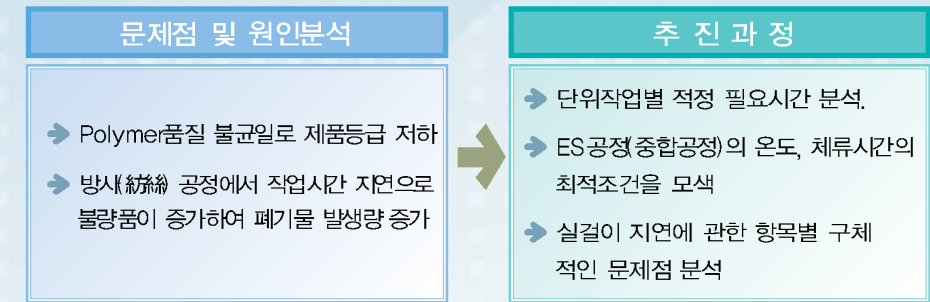 문제점 및 원인분석
Polymer품질 불균일로 제품등급 저하
방사(紡絲) 공정에서 작업시간 지연으로
불량품이 증가하여 폐기물 발생량 증가
추 진 과 정
단위작업별 적정 필요시간 분석.
ES공정(중합공정)의 온도, 체류시간의
최적조건을 모색
실걸이 지연에 관한 항목별 구체
적인 문제점 분석